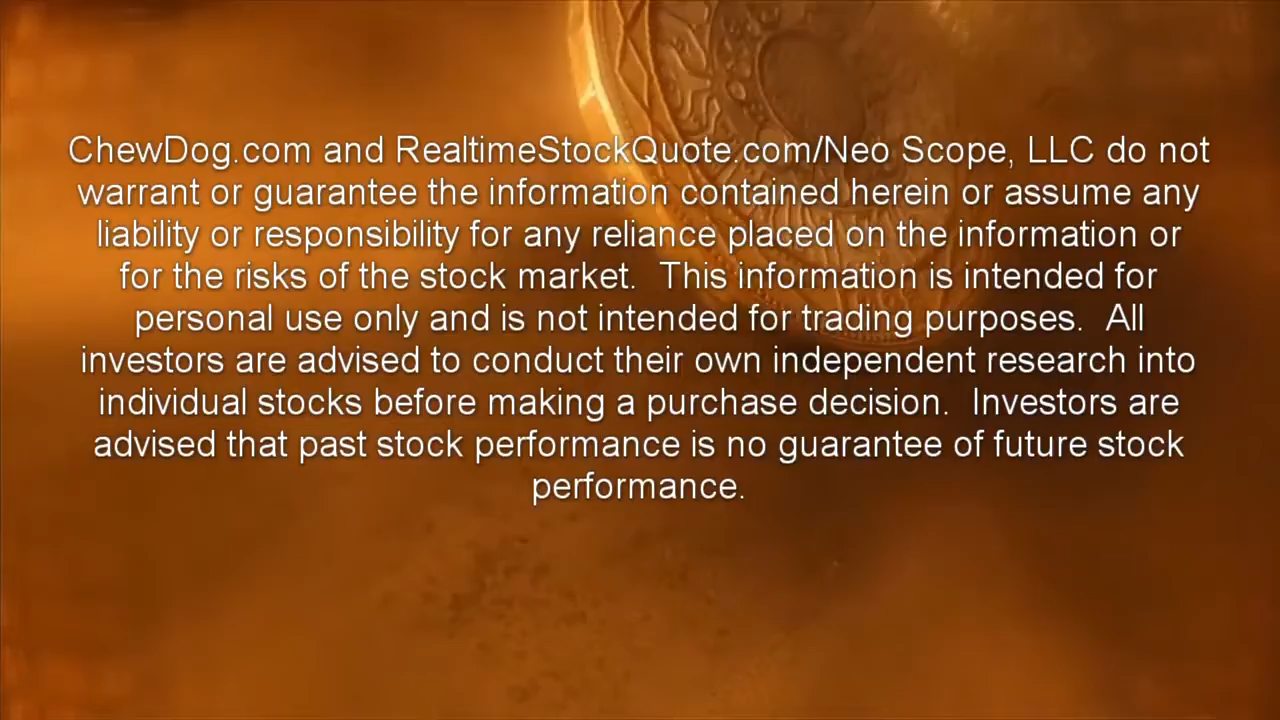 ChewDog.com and RealtimeStockQuote.com/Neo Scope, LLC do not
warrant or guarantee the information contained herein or assume any
liability or responsibility for any reliance placed on the information or
for the risks of the stock market.  This information is intended for
personal use only and is not intended for trading purposes.  All
investors are advised to conduct their own independent research into
individual stocks before making a purchase decision.  Investors are
advised that past stock performance is no guarantee of future stock
performance.